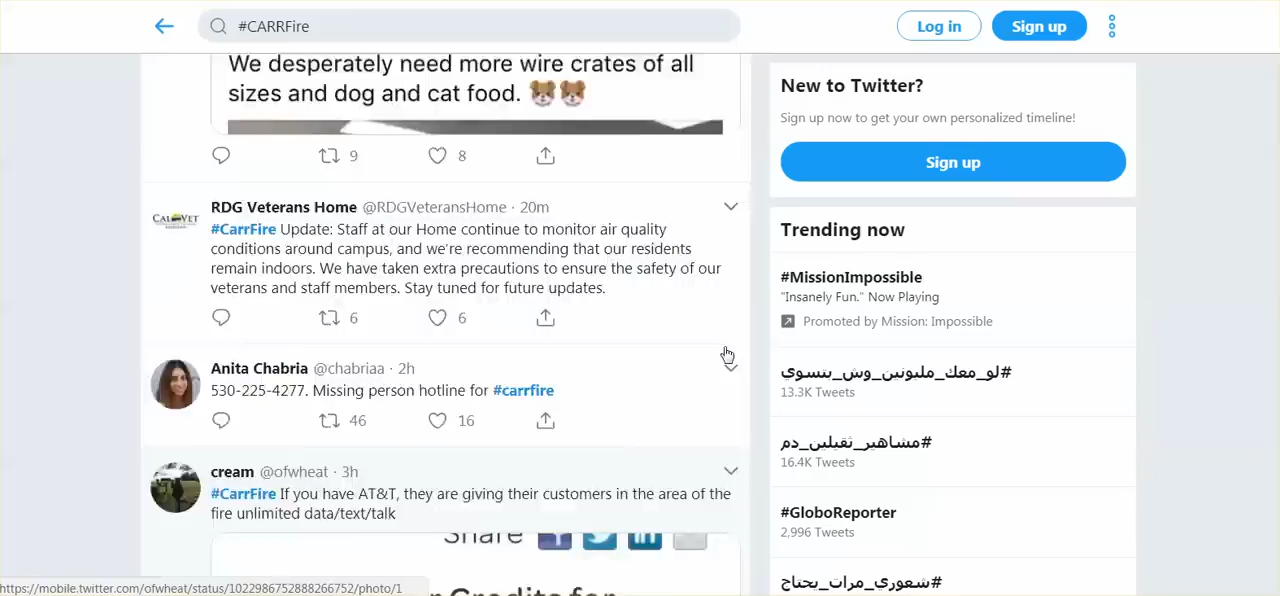 #CARRFire
Log in
Sign up
We desperately need more wire crates of all
sizes and dog and cat food. 🐶🐶
9
8
CALVET
RDG Veterans Home @RDGVeteransHome · 20m
#CarrFire Update: Staff at our Home continue to monitor air quality
conditions around campus, and we're recommending that our residents
remain indoors. We have taken extra precautions to ensure the safety of our
veterans and staff members. Stay tuned for future updates.
6
6
Anita Chabria @chabriaa · 2h
530-225-4277. Missing person hotline for #carrfire
46
16
cream @ofwheat · 3h
#CarrFire If you have AT&T, they are giving their customers in the area of the
fire unlimited data/text/talk
Share
Credits for
https://mobile.twitter.com/ofwheat/status/1022986752888266752/photo/1
New to Twitter?
Sign up now to get your own personalized timeline!
Sign up
Trending now
#MissionImpossible
"Insanely Fun." Now Playing
Promoted by Mission: Impossible
#لو_معك_مليونين_وش_بتسوي
13.3K Tweets
#مشاهير_ثقيلين_دم
16.4K Tweets
#GloboReporter
2,996 Tweets
#شعوري_مرات_يحتاج